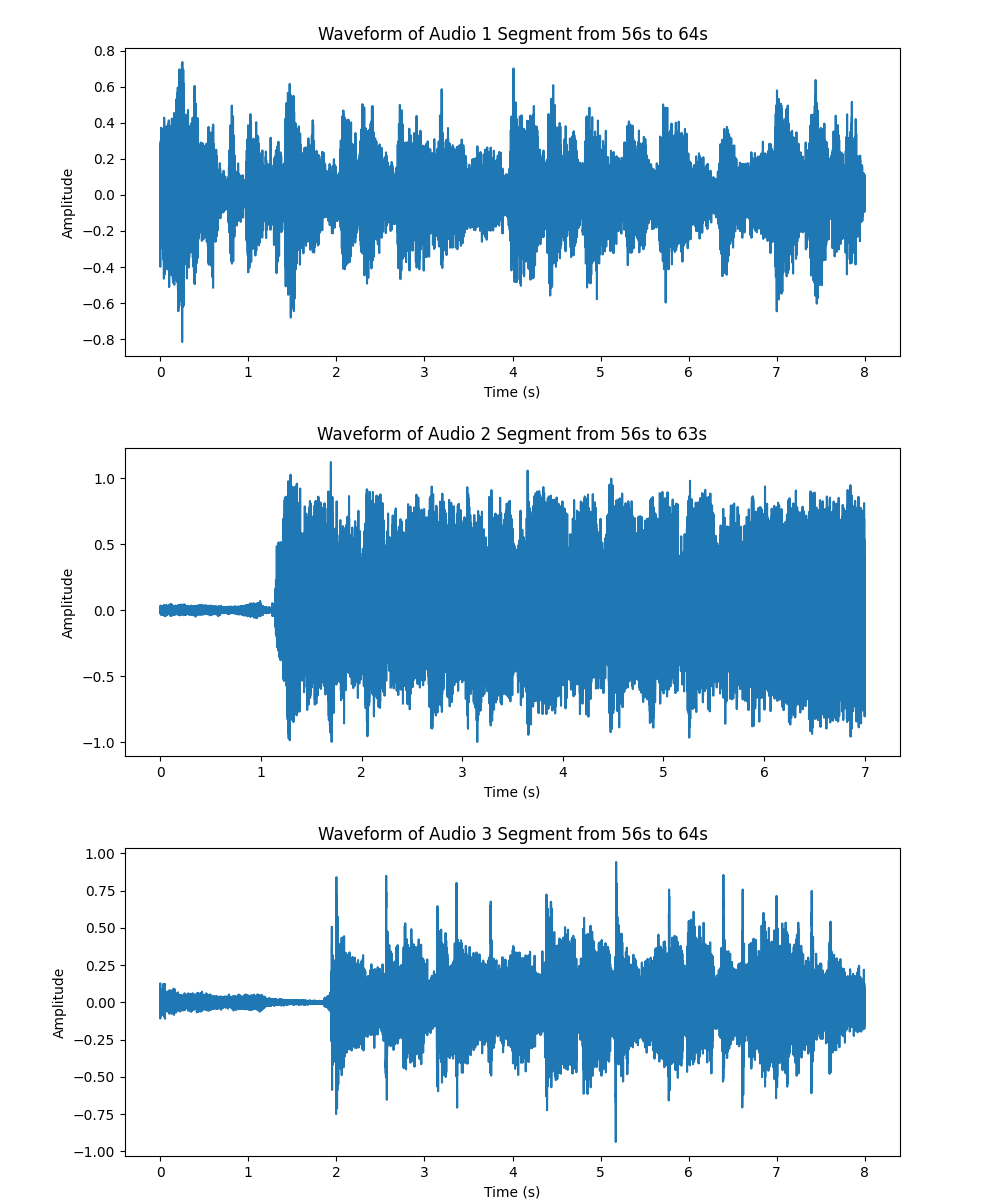 Waveform of Audio 1 Segment from 56s to 64s
0.8
0.6
0.4
0.2
0.0
−0.2
−0.4
−0.6
−0.8
Amplitude
0 1 2 3 4 5 6 7 8
Time (s)
Waveform of Audio 2 Segment from 56s to 63s
1.0
0.5
0.0
−0.5
−1.0
Amplitude
0 1 2 3 4 5 6 7
Time (s)
Waveform of Audio 3 Segment from 56s to 64s
1.00
0.75
0.50
0.25
0.00
−0.25
−0.50
−0.75
−1.00
Amplitude
0 1 2 3 4 5 6 7 8
Time (s)